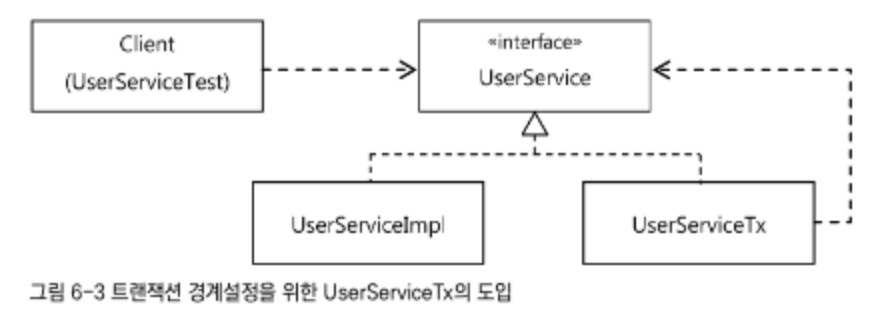 Client
(UserServiceTest)
«interface»
UserService
UserServiceImpl
UserServiceTx
그림 6-3 트랜잭션 경계설정을 위한 UserServiceTx의 도입